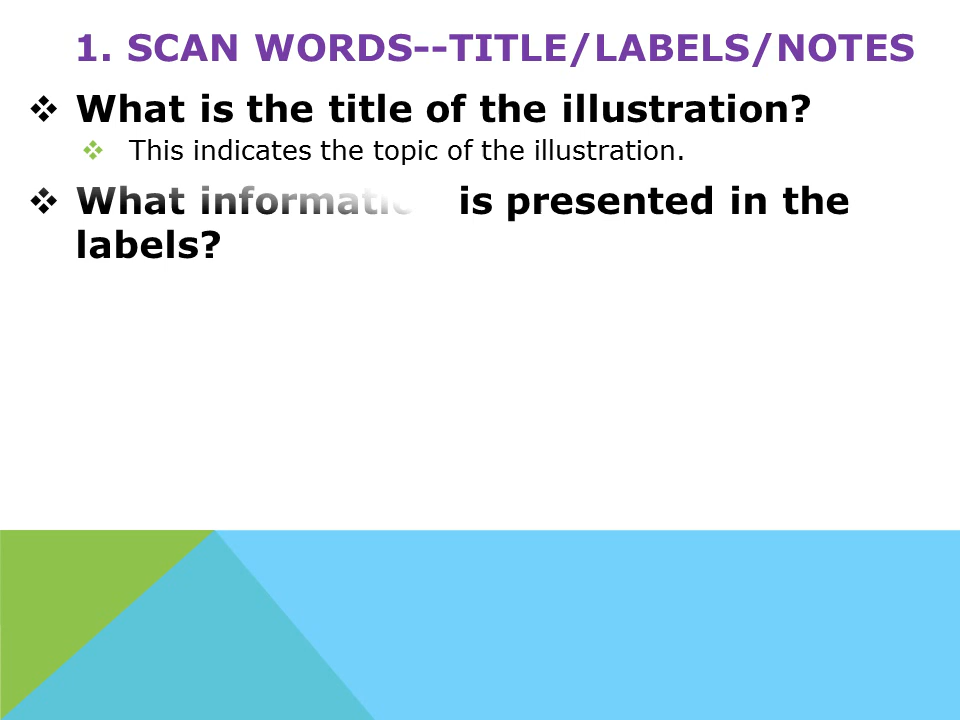 1. SCAN WORDS--TITLE/LABELS/NOTES
❖ What is the title of the illustration?
❖ This indicates the topic of the illustration.
❖ What is presented in the
labels?